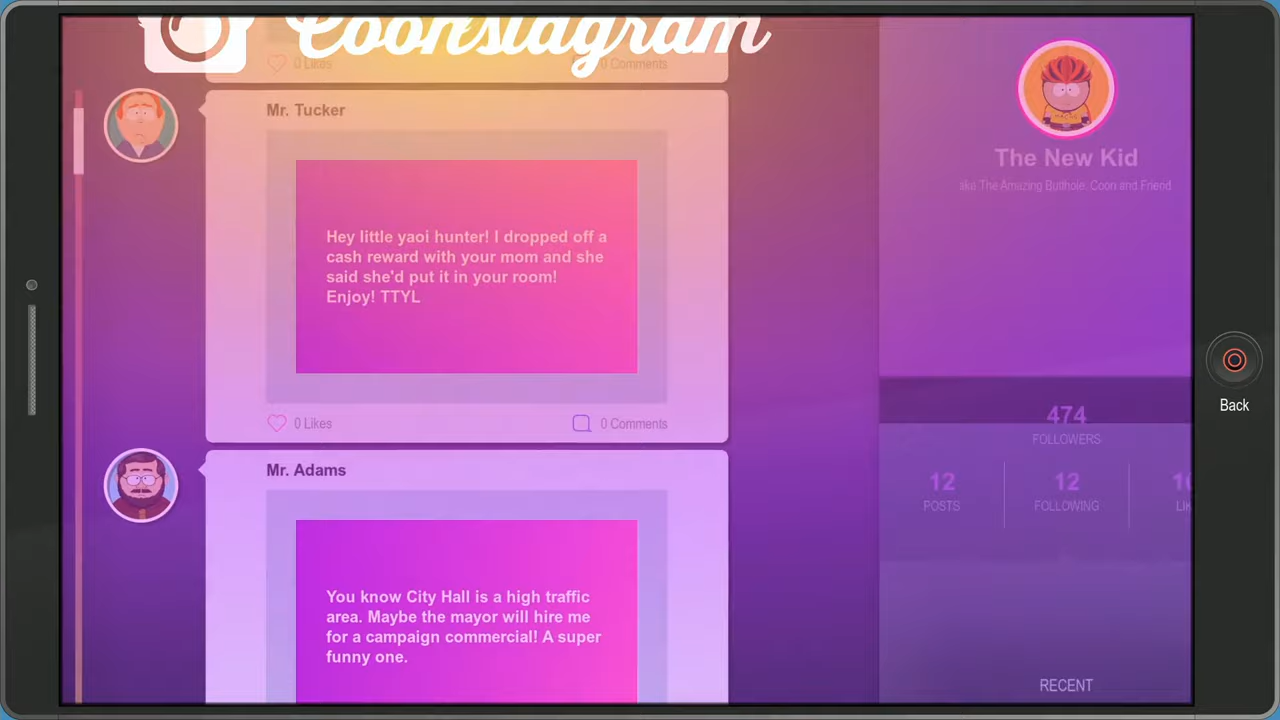 Coonstagram
0 Likes
0 Comments
Mr. Tucker
Hey little yaoi hunter! I dropped off a
cash reward with your mom and she
said she'd put it in your room!
Enjoy! TTYL
0 Likes
0 Comments
Mr. Adams
You know City Hall is a high traffic
area. Maybe the mayor will hire me
for a campaign commercial! A super
funny one.
The New Kid
aka The Amazing Butthole, Coon and Friend
474
FOLLOWERS
12
POSTS
12
FOLLOWING
RECENT
Back